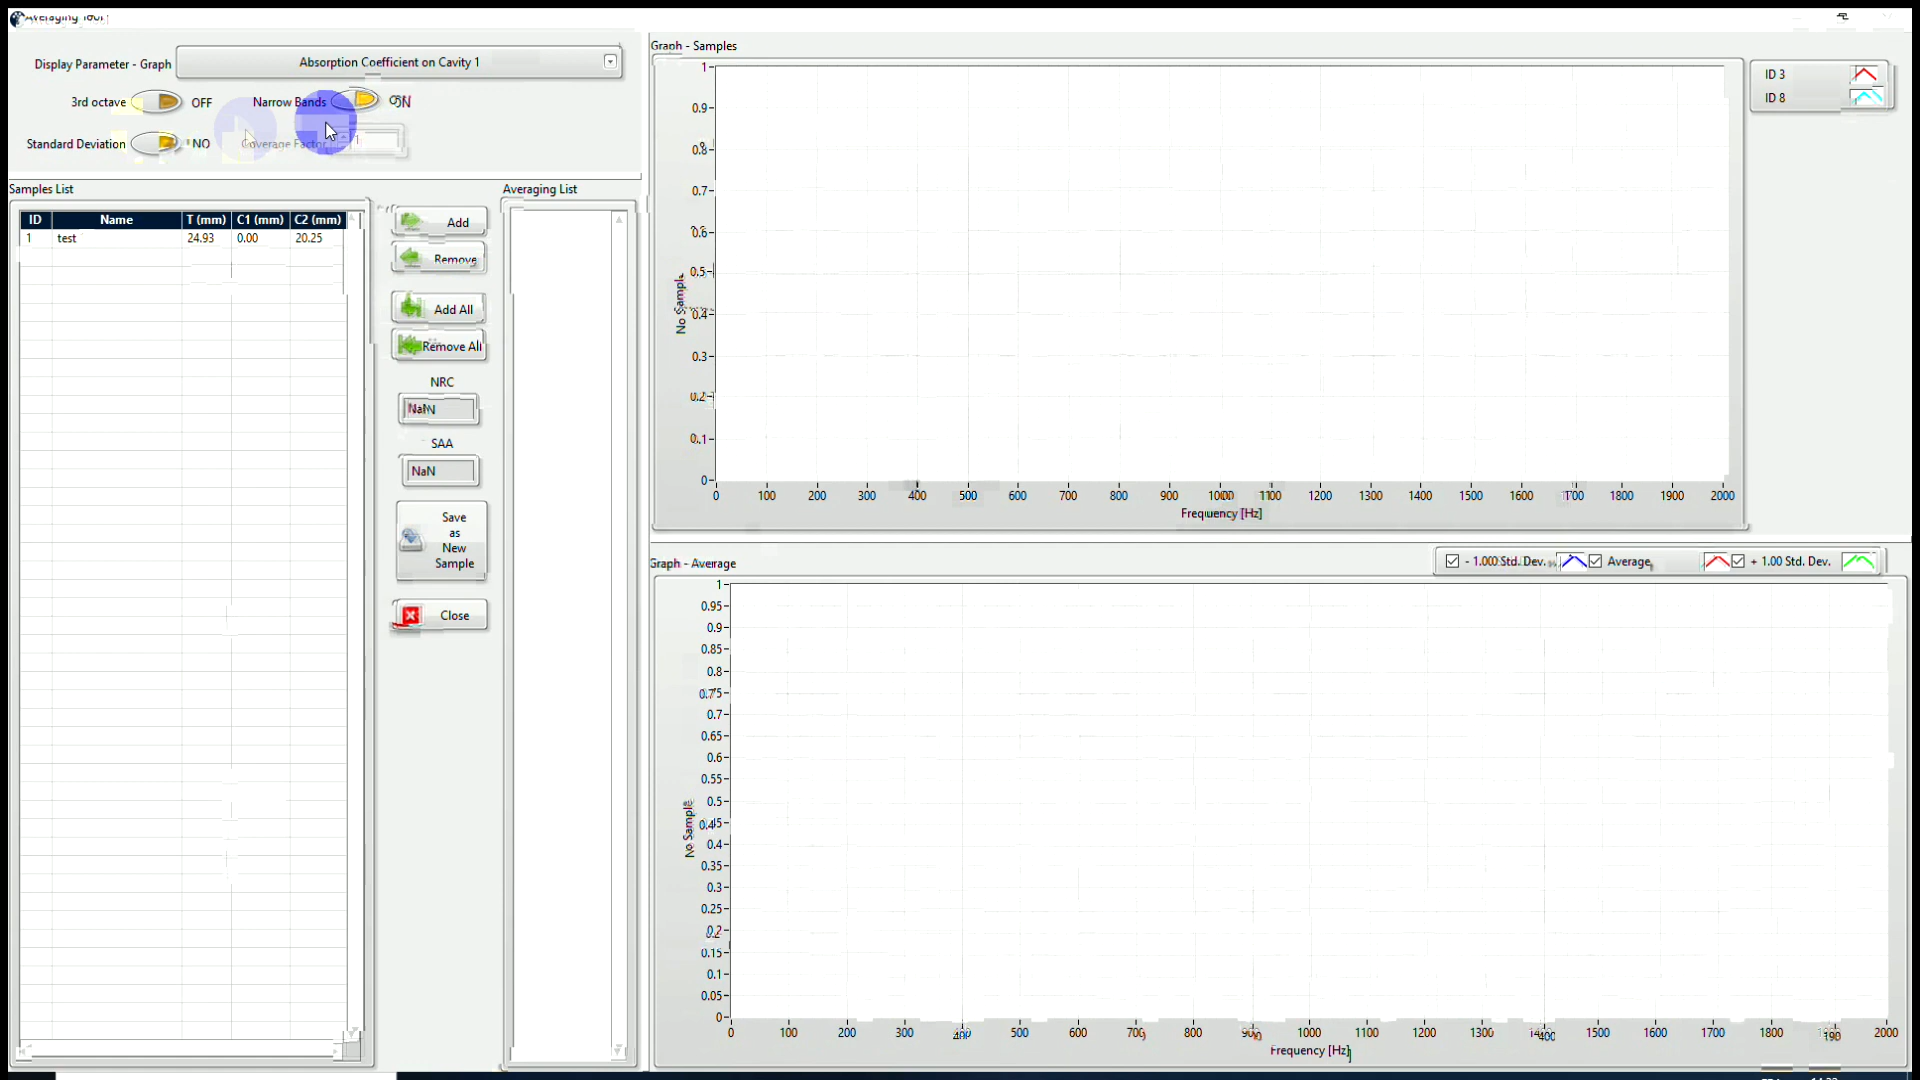 Averaging Tool
Display Parameter - Graph
Absorption Coefficient on Cavity 1
3rd octave
OFF
Narrow Bands
ON
Standard Deviation
NO
Coverage Factor
1
Samples List
ID Name T (mm) C1 (mm) C2 (mm)
1 test 24.93 0.00 20.25
Add
Remove
Add All
Remove All
NRC
NaN
SAA
NaN
Save
as
New
Sample
Close
Averaging List
Graph - Samples
1
0.9
0.8
0.7
0.6
0.5
0.4
0.3
0.2
0.1
0
No Sample
0 100 200 300 400 500 600 700 800 900 1000 1100 1200 1300 1400 1500 1600 1700 1800 1900 2000
Frequency [Hz]
ID 3
ID 8
Graph - Average
- 1.00 Std. Dev.
Average
+ 1.00 Std. Dev.
1
0.95
0.9
0.85
0.8
0.75
0.7
0.65
0.6
0.55
0.5
0.45
0.4
0.35
0.3
0.25
0.2
0.15
0.1
0.05
0
No Sample
0 100 200 300 400 500 600 700 800 900 1000 1100 1200 1300 1400 1500 1600 1700 1800 190 2000
Frequency [Hz]